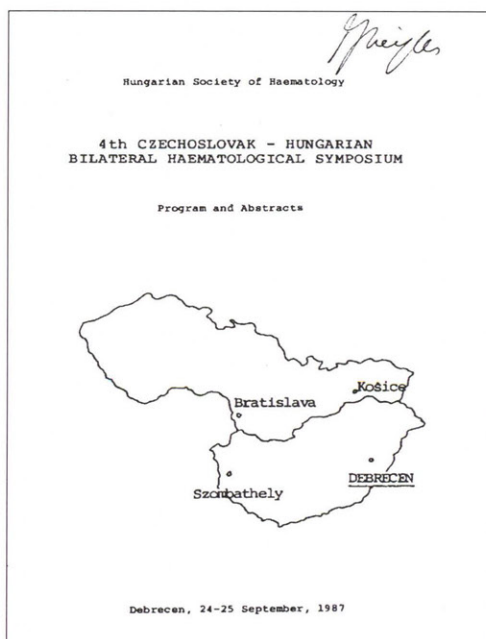 Hungarian Society of Haematology
4th CZECHOSLOVAK - HUNGARIAN
BILATERAL HAEMATOLOGICAL SYMPOSIUM
Program and Abstracts
Košice
Bratislava
DEBRECEN
Szombathely
Debrecen, 24-25 September, 1987